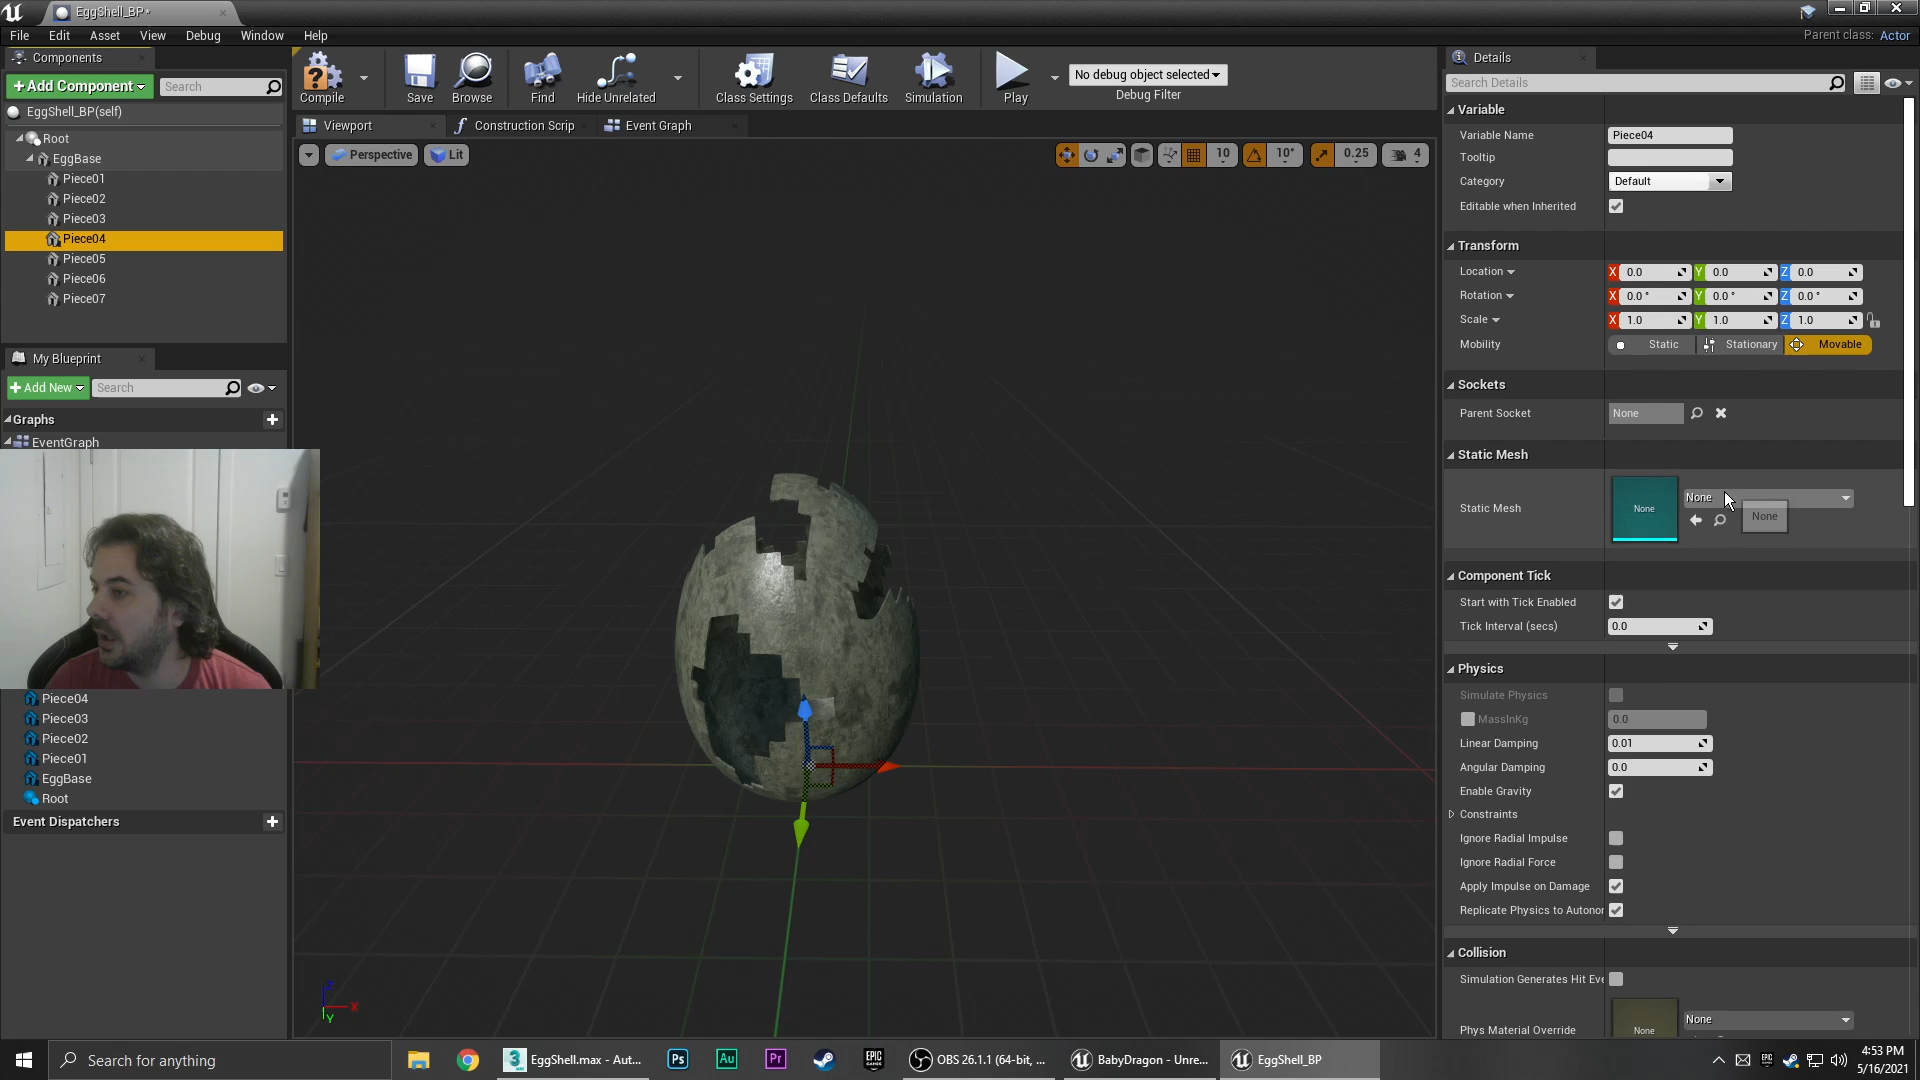 EggShell_BP*
File Edit Asset View Debug Window Help
Parent class: Actor
Components
+Add Component Search
EggShell_BP(self)
Root
EggBase
Piece01
Piece02
Piece03
Piece04
Piece05
Piece06
Piece07
My Blueprint
+Add New Search
Graphs
EventGraph
Piece04
Piece03
Piece02
Piece01
EggBase
Root
Event Dispatchers
Compile Save Browse Find Hide Unrelated Class Settings Class Defaults Simulation Play
No debug object selected
Debug Filter
Viewport Construction Scrip Event Graph
Perspective Lit 10 10° 0.25 4
Z
X
Y
Details
Search Details
Variable
Variable Name Piece04
Tooltip
Category Default
Editable when Inherited
Transform
Location X 0.0 Y 0.0 Z 0.0
Rotation X 0.0 ° Y 0.0 ° Z 0.0 °
Scale X 1.0 Y 1.0 Z 1.0
Mobility Static Stationary Movable
Sockets
Parent Socket None
Static Mesh
Static Mesh None None
None
Component Tick
Start with Tick Enabled
Tick Interval (secs) 0.0
Physics
Simulate Physics
MassInKg 0.0
Linear Damping 0.01
Angular Damping 0.0
Enable Gravity
Constraints
Ignore Radial Impulse
Ignore Radial Force
Apply Impulse on Damage
Replicate Physics to Autonor
Collision
Simulation Generates Hit Eve
Phys Material Override None None
Search for anything
3 EggShell.max - Aut...
Ps Au Pr
EPIC GAMES
OBS 26.1.1 (64-bit, ...
BabyDragon - Unre...
EggShell_BP
4:53 PM
5/16/2021